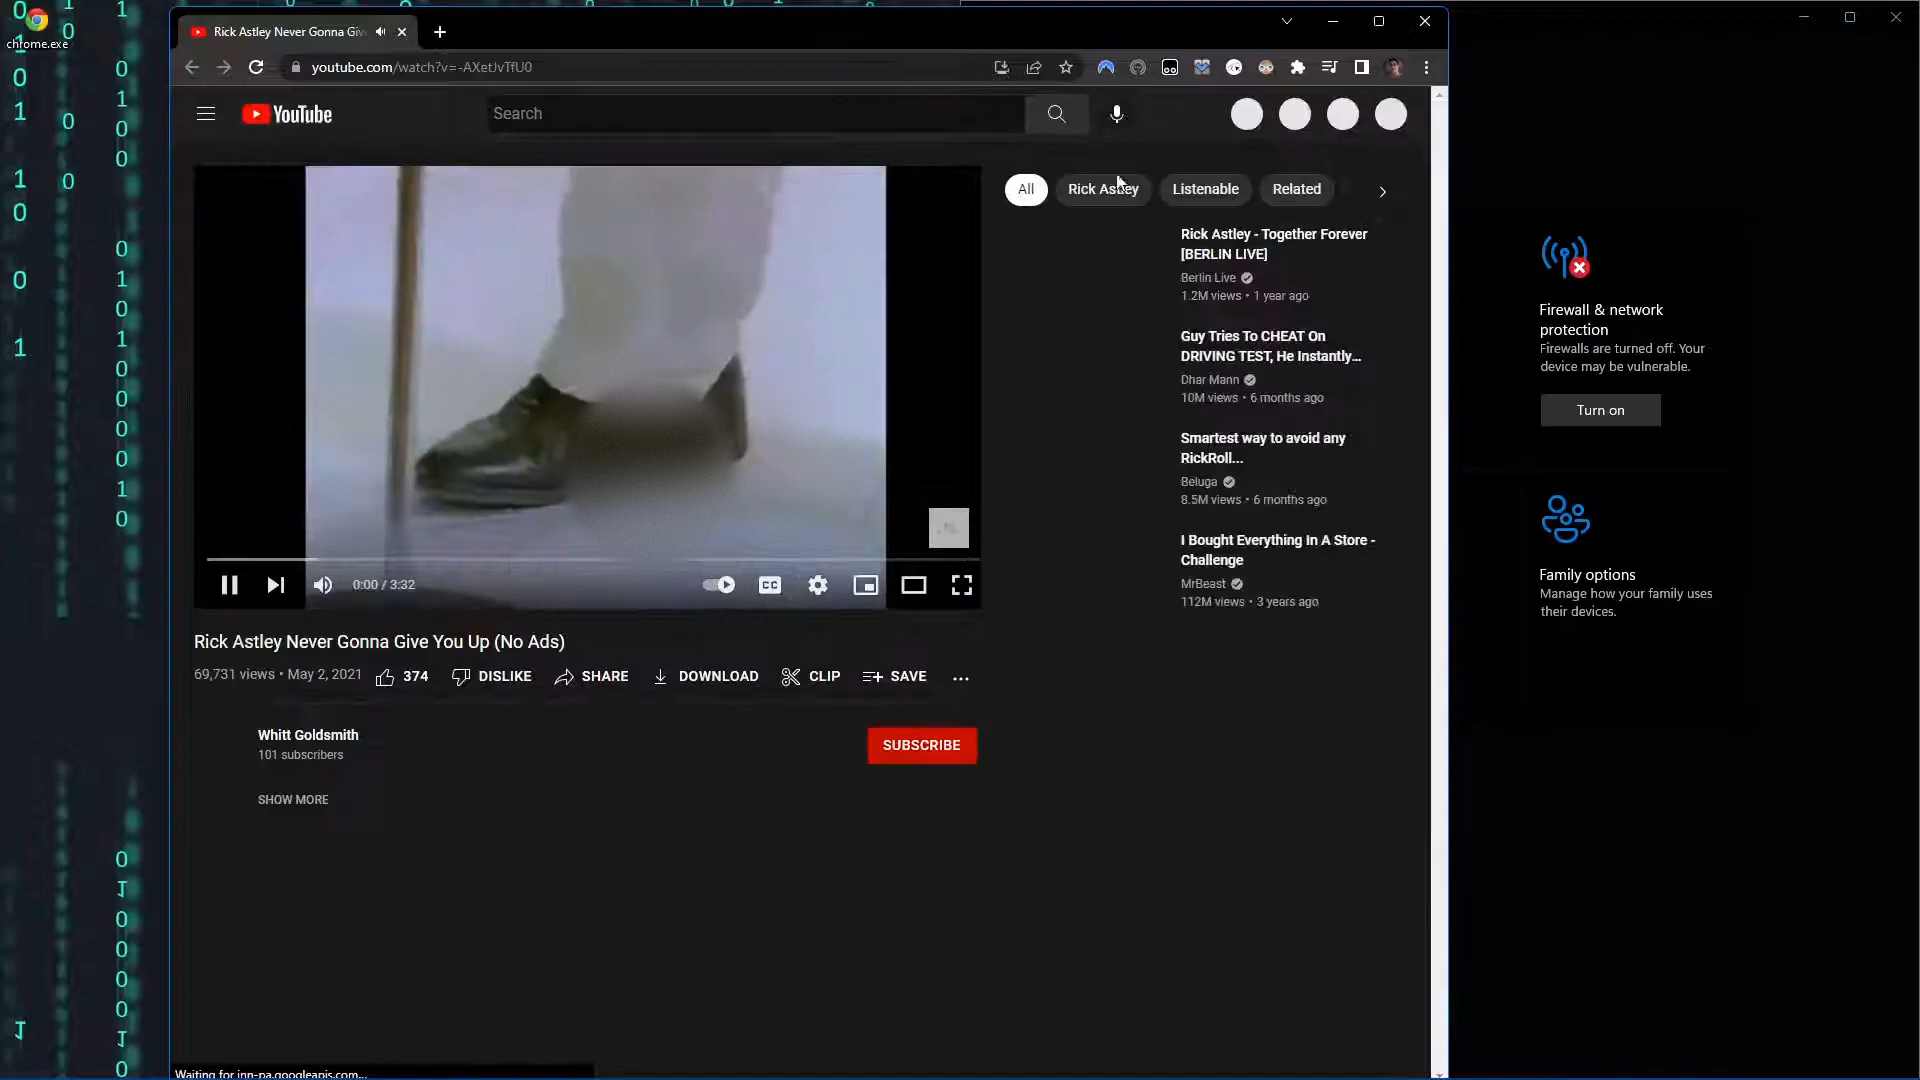 chrome.exe
Rick Astley Never Gonna Giv
youtube.com/watch?v=-AXetJvTfU0
YouTube
Search
All
Rick Astley
Listenable
Related
Rick Astley - Together Forever
[BERLIN LIVE]
Berlin Live
1.2M views • 1 year ago
Guy Tries To CHEAT On
DRIVING TEST, He Instantly...
Dhar Mann
10M views • 6 months ago
Smartest way to avoid any
RickRoll...
Beluga
8.5M views • 6 months ago
I Bought Everything In A Store -
Challenge
MrBeast
112M views • 3 years ago
0:00 / 3:32
CC
Rick Astley Never Gonna Give You Up (No Ads)
69,731 views • May 2, 2021
374
DISLIKE
SHARE
DOWNLOAD
CLIP
SAVE
Whitt Goldsmith
101 subscribers
SUBSCRIBE
SHOW MORE
Waiting for jnn-pa.googleapis.com...
Firewall & network
protection
Firewalls are turned off. Your
device may be vulnerable.
Turn on
Family options
Manage how your family uses
their devices.